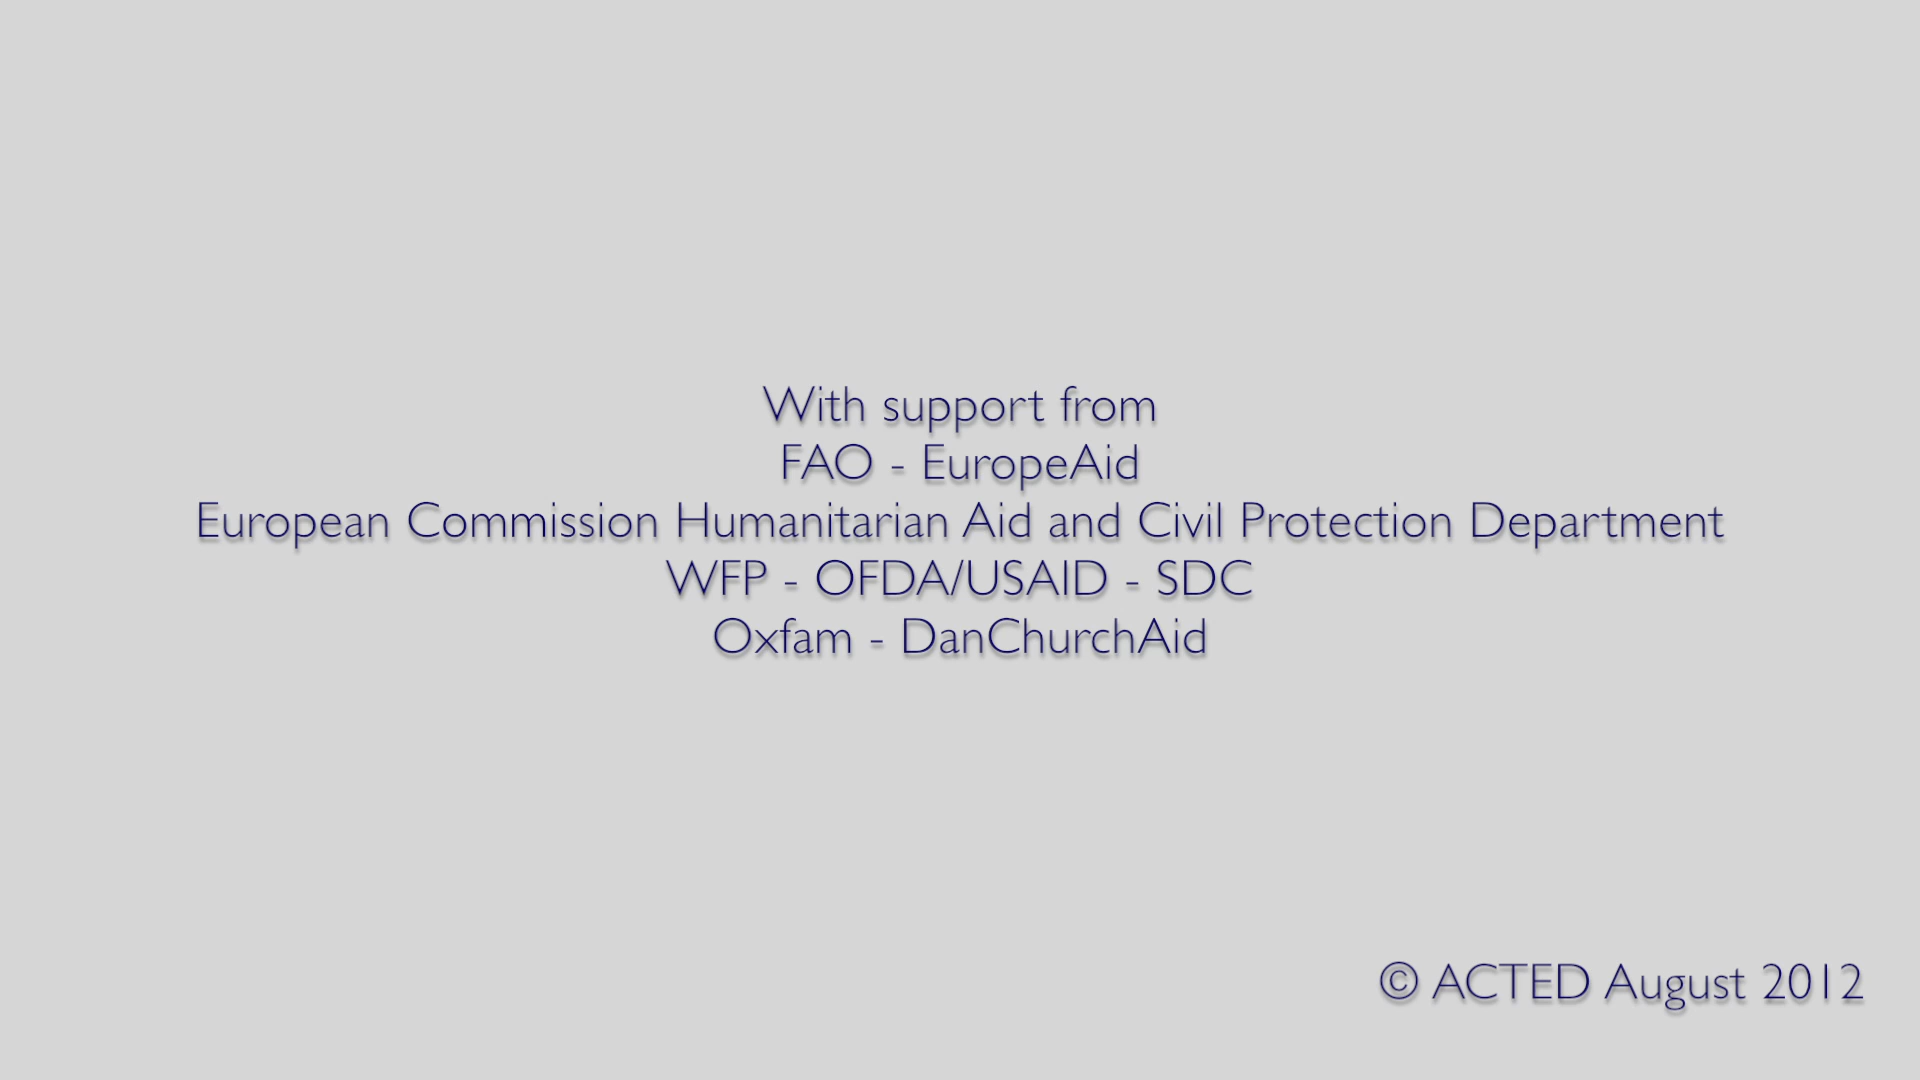 With support from
FAO - EuropeAid
European Commission Humanitarian Aid and Civil Protection Department
WFP - OFDA/USAID - SDC
Oxfam - DanChurchAid
© ACTED August 2012